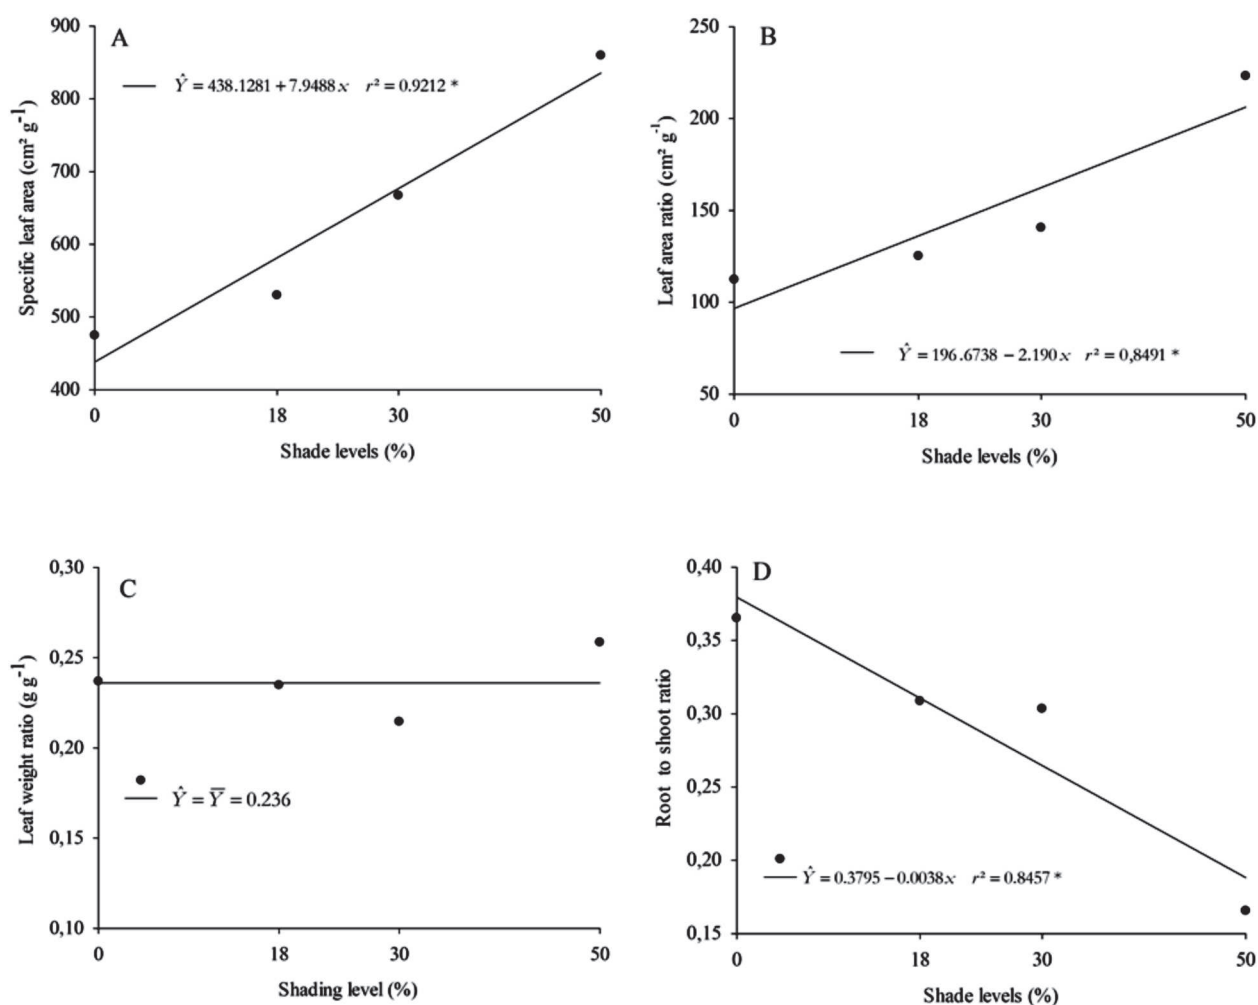 A
Ŷ = 438.1281 + 7.9488x r² = 0.9212 *
Specific leaf area (cm² g⁻¹)
900
800
700
600
500
400
0 18 30 50
Shade levels (%)
B
Leaf area ratio (cm² g⁻¹)
250
200
150
100
50
Ŷ = 196.6738 − 2.190x r² = 0,8491 *
0 18 30 50
Shade levels (%)
C
Leaf weight ratio (g g⁻¹)
0,30
0,25
0,20
0,15
0,10
Ŷ = Y̅ = 0.236
0 18 30 50
Shading level (%)
D
Root to shoot ratio
0,40
0,35
0,30
0,25
0,20
0,15
Ŷ = 0.3795 − 0.0038x r² = 0.8457 *
0 18 30 50
Shade levels (%)